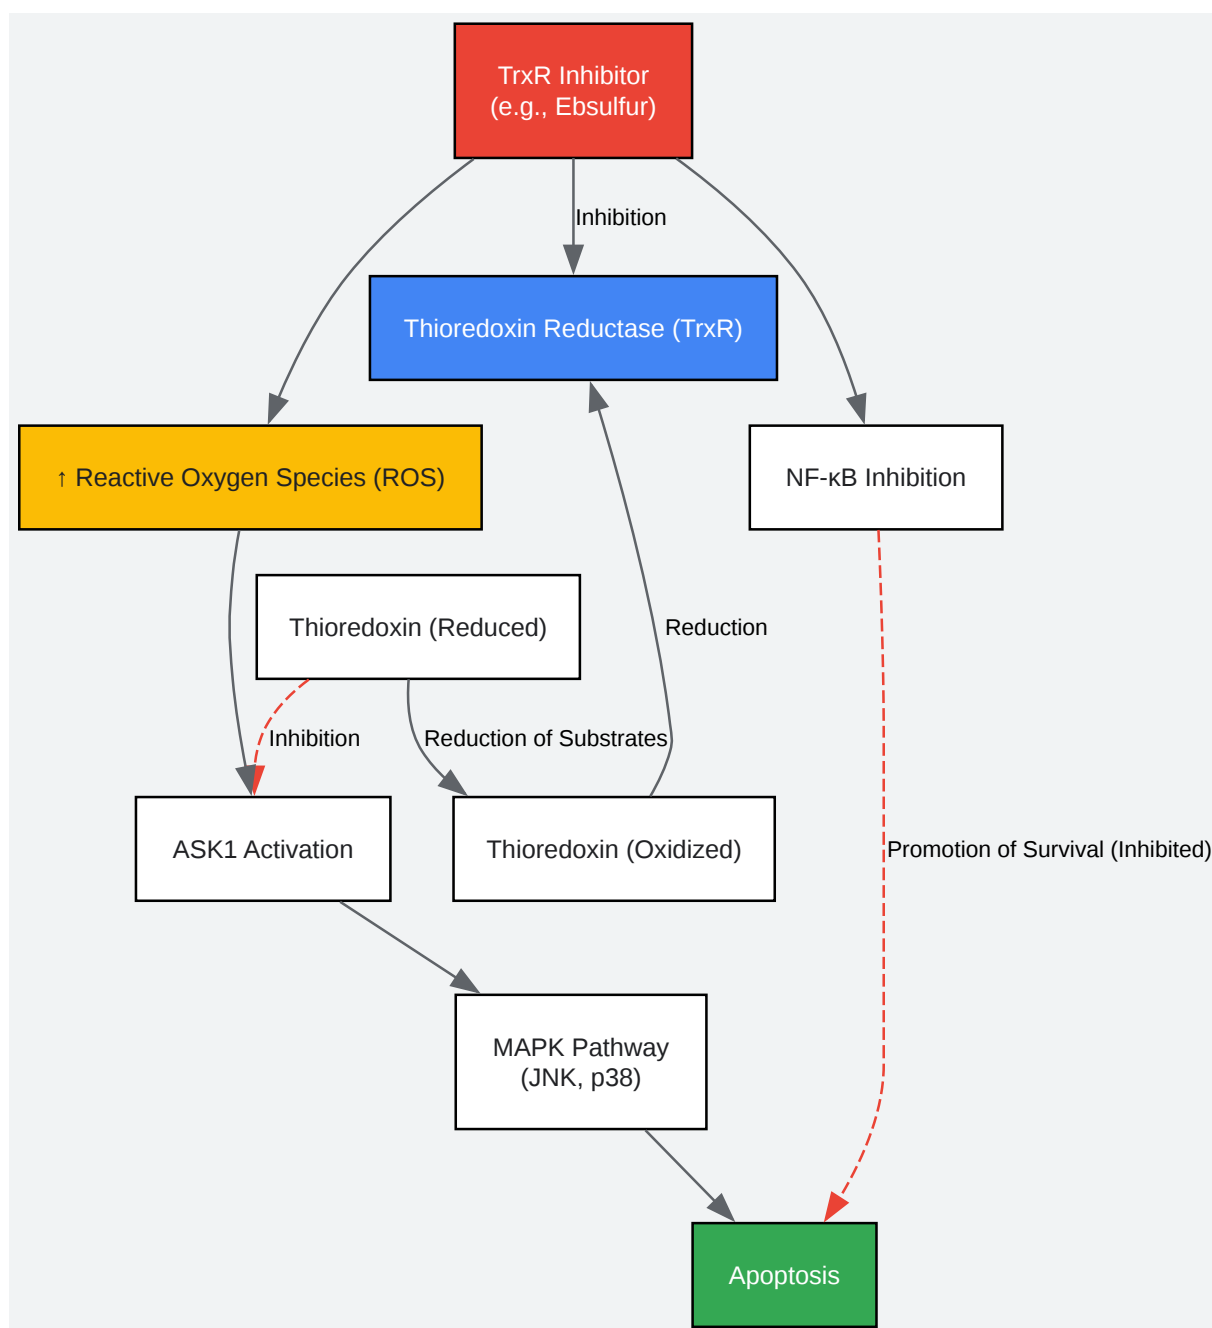 TrxR Inhibitor
(e.g., Ebsulfur)
Inhibition
Thioredoxin Reductase (TrxR)
↑ Reactive Oxygen Species (ROS)
NF-κB Inhibition
Thioredoxin (Reduced)
Reduction
Inhibition
Reduction of Substrates
ASK1 Activation
Thioredoxin (Oxidized)
Promotion of Survival (Inhibited)
MAPK Pathway
(JNK, p38)
Apoptosis